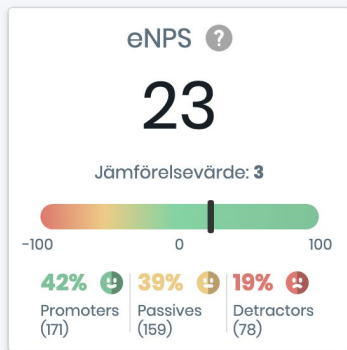 eNPS ?
23
Jämförelsevärde: 3
-100 0 100
42% 39% 19%
Promoters Passives Detractors
(171) (159) (78)